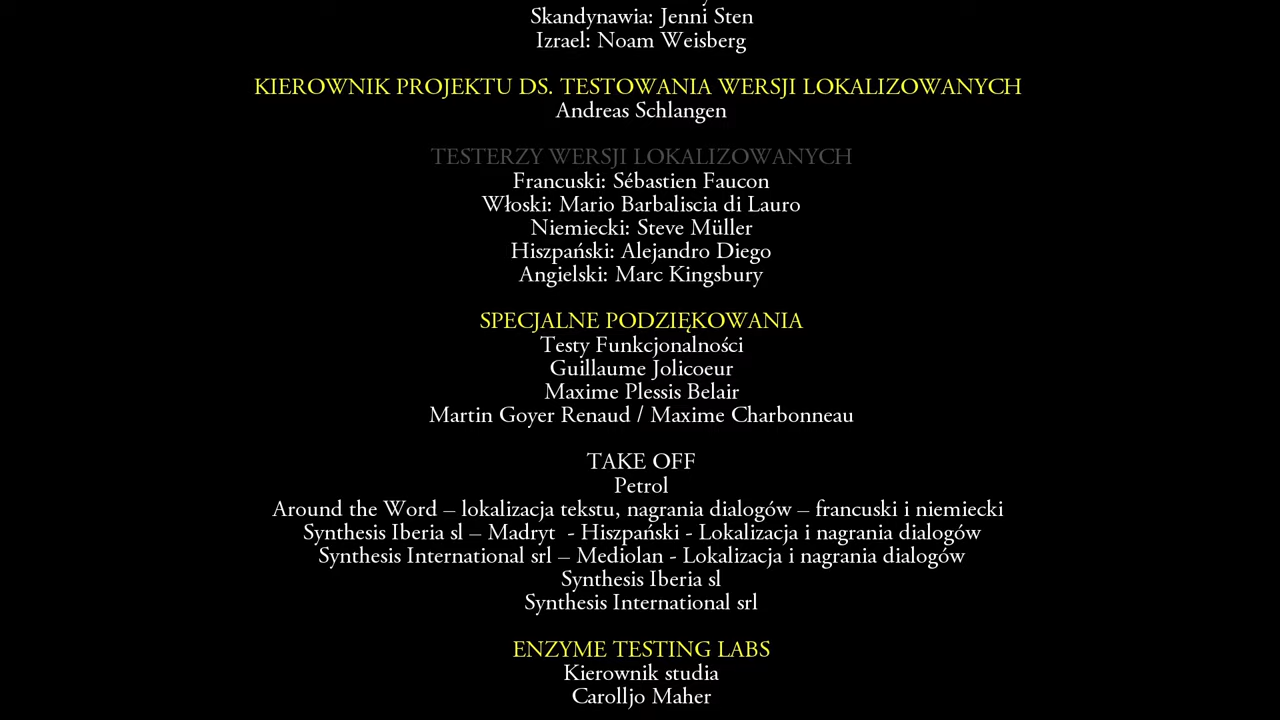 Skandynawia: Jenni Sten
Izrael: Noam Weisberg
KIEROWNIK PROJEKTU DS. TESTOWANIA WERSJI LOKALIZOWANYCH
Andreas Schlangen
TESTERZY WERSJI LOKALIZOWANYCH
Francuski: Sébastien Faucon
Włoski: Mario Barbaliscia di Lauro
Niemiecki: Steve Müller
Hiszpański: Alejandro Diego
Angielski: Marc Kingsbury
SPECJALNE PODZIĘKOWANIA
Testy Funkcjonalności
Guillaume Jolicoeur
Maxime Plessis Belair
Martin Goyer Renaud / Maxime Charbonneau
TAKE OFF
Petrol
Around the Word – lokalizacja tekstu, nagrania dialogów – francuski i niemiecki
Synthesis Iberia sl – Madryt  - Hiszpański - Lokalizacja i nagrania dialogów
Synthesis International srl – Mediolan - Lokalizacja i nagrania dialogów
Synthesis Iberia sl
Synthesis International srl
ENZYME TESTING LABS
Kierownik studia
Carolljo Maher